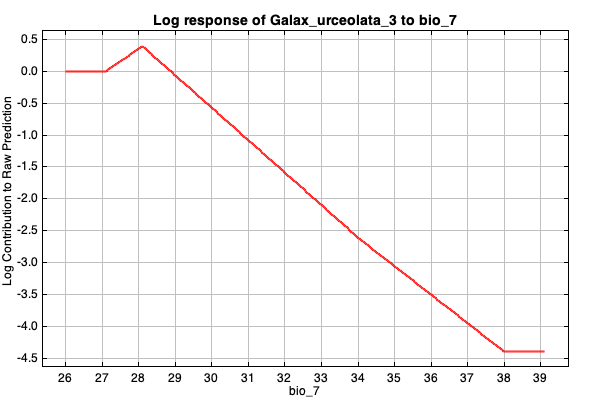 Log response of Galax_urceolata_3 to bio_7
Log Contribution to Raw Prediction
0.5
0.0
-0.5
-1.0
-1.5
-2.0
-2.5
-3.0
-3.5
-4.0
-4.5
26 27 28 29 30 31 32 33 34 35 36 37 38 39
bio_7